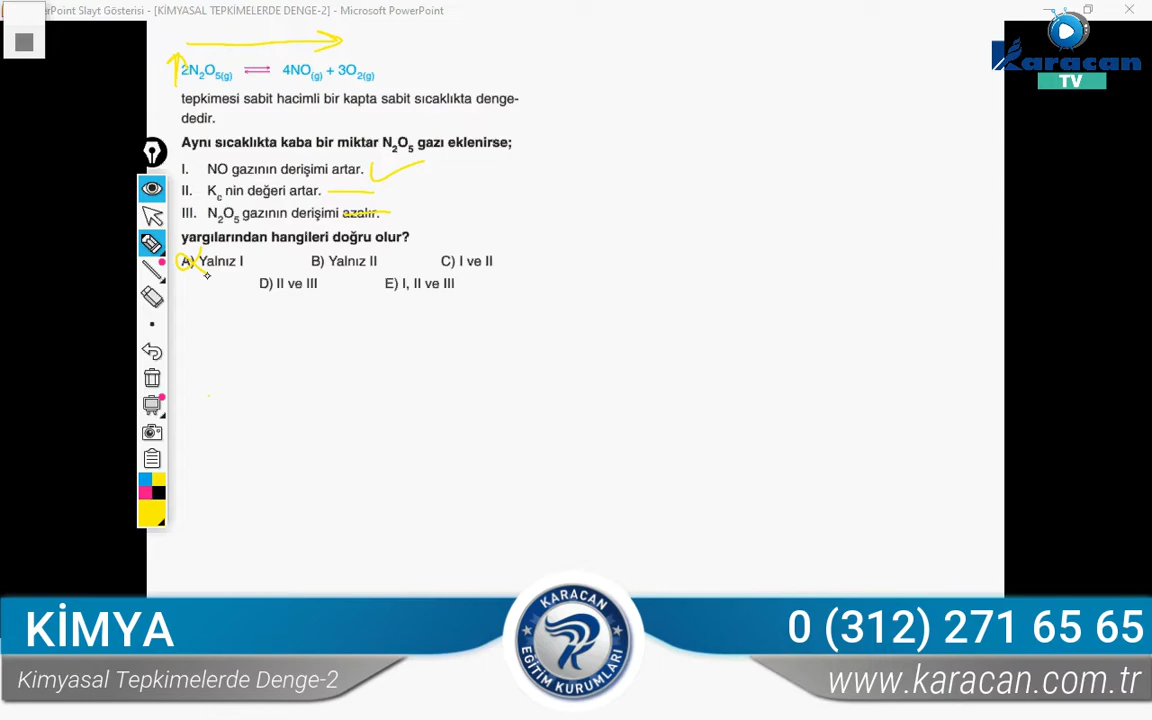 PowerPoint Slayt Gösterisi - [KİMYASAL TEPKİMELERDE DENGE-2] - Microsoft PowerPoint
Karacan
TV
2N2O5(g) ⇌ 4NO(g) + 3O2(g)
tepkimesi sabit hacimli bir kapta sabit sıcaklıkta denge-
dedir.
Aynı sıcaklıkta kaba bir miktar N2O5 gazı eklenirse;
I. NO gazının derişimi artar.
II. Kc nin değeri artar.
III. N2O5 gazının derişimi azalır.
yargılarından hangileri doğru olur?
A) Yalnız I B) Yalnız II C) I ve II
D) II ve III E) I, II ve III
KİMYA
KARACAN
EĞİTİM KURUMLARI
0 (312) 271 65 65
Kimyasal Tepkimelerde Denge-2
www.karacan.com.tr